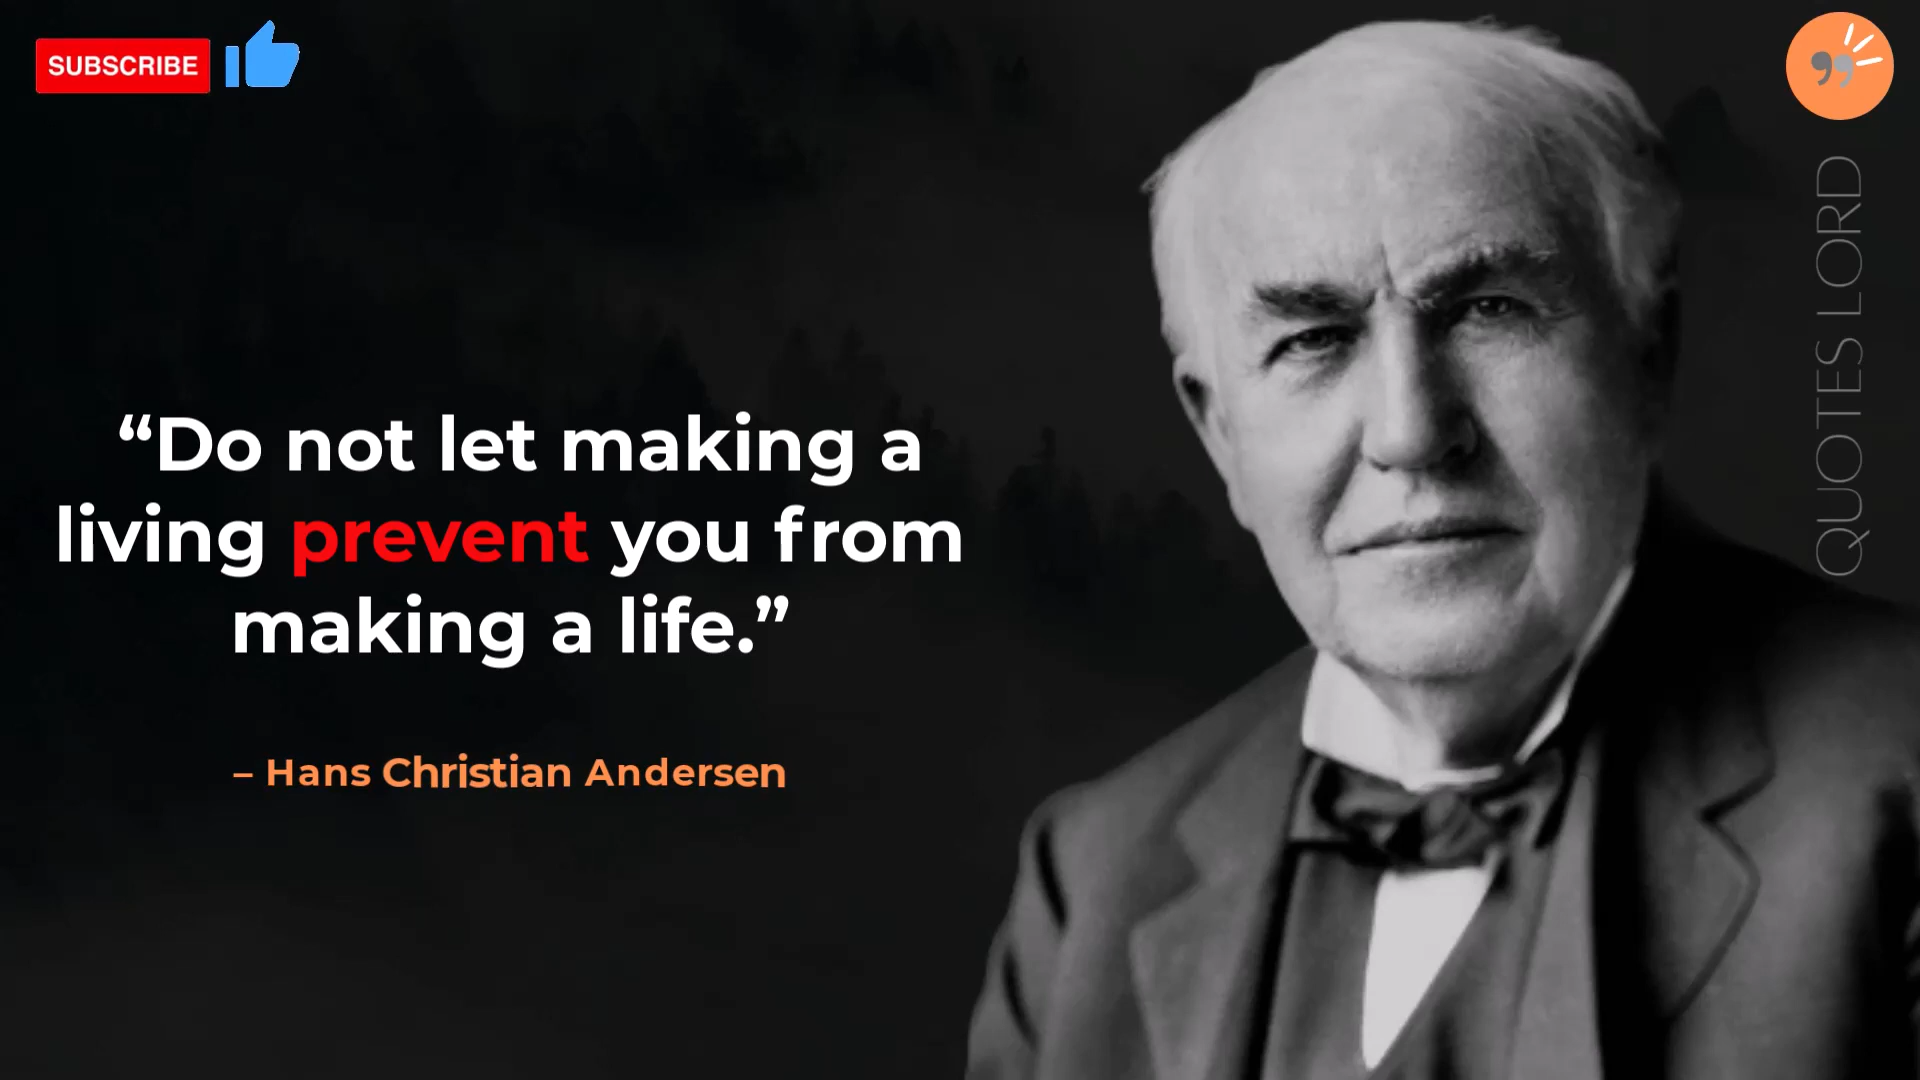 SUBSCRIBE
“Do not let making a
living prevent you from
making a life.”
– Hans Christian Andersen
QUOTES LORD